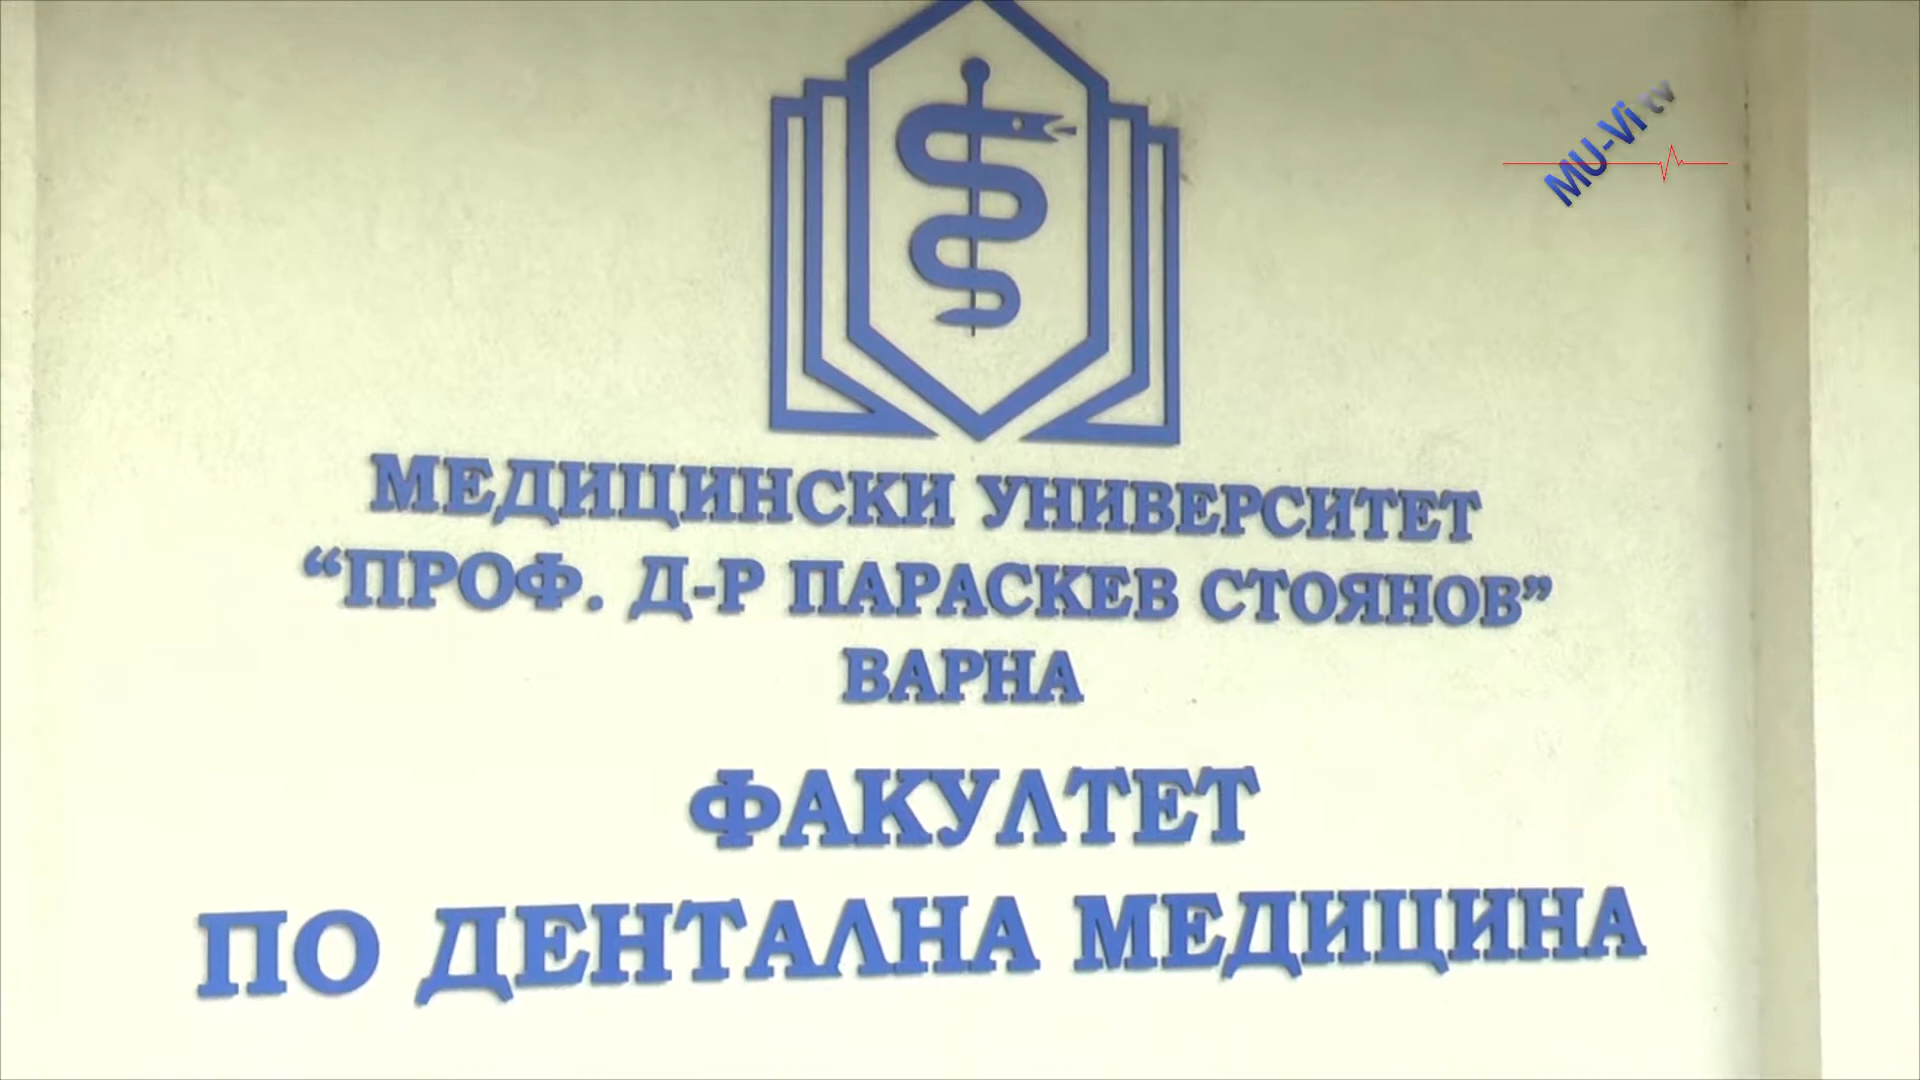 MU-Vi tv
МЕДИЦИНСКИ УНИВЕРСИТЕТ
“ПРОФ. Д-Р ПАРАСКЕВ СТОЯНОВ”
ВАРНА
ФАКУЛТЕТ
ПО ДЕНТАЛНА МЕДИЦИНА